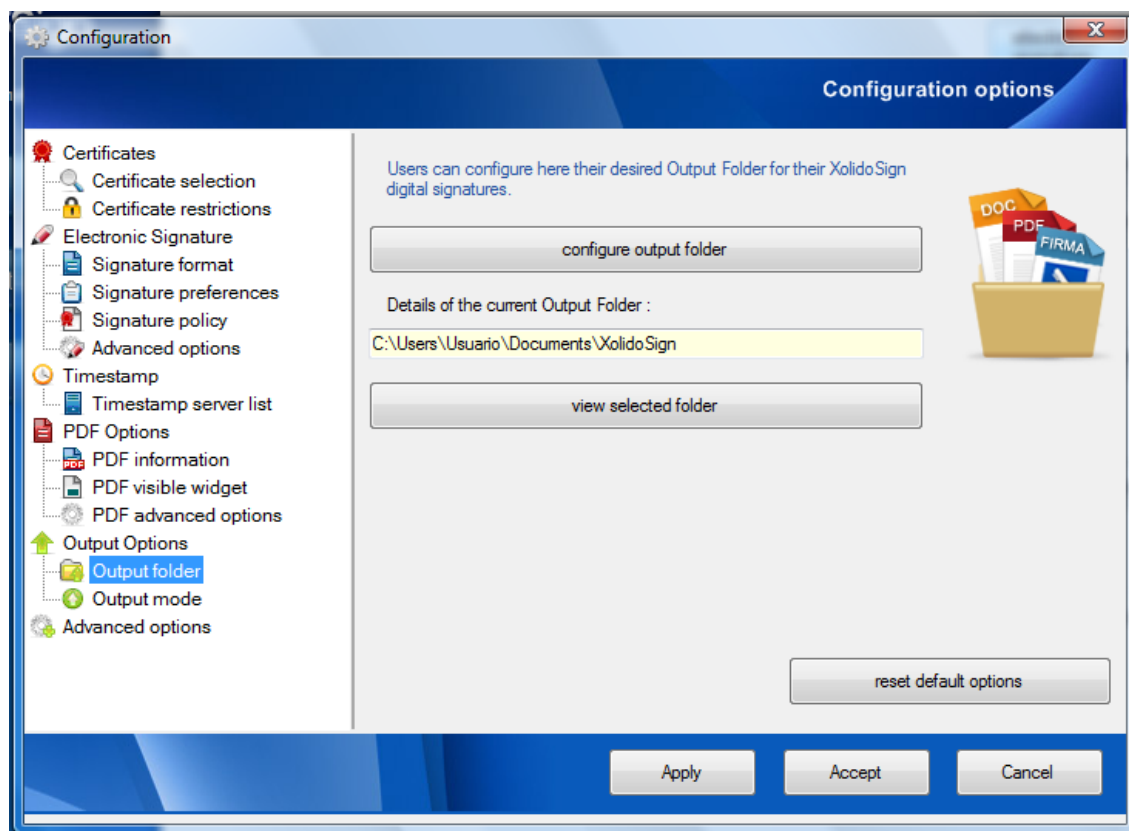 Configuration
Configuration options
Certificates
Certificate selection
Certificate restrictions
Electronic Signature
Signature format
Signature preferences
Signature policy
Advanced options
Timestamp
Timestamp server list
PDF Options
PDF information
PDF visible widget
PDF advanced options
Output Options
Output folder
Output mode
Advanced options
Users can configure here their desired Output Folder for their XolidoSign
digital signatures.
configure output folder
Details of the current Output Folder :
C:\Users\Usuario\Documents\XolidoSign
view selected folder
DOC
PDF
FIRMA
reset default options
Apply
Accept
Cancel